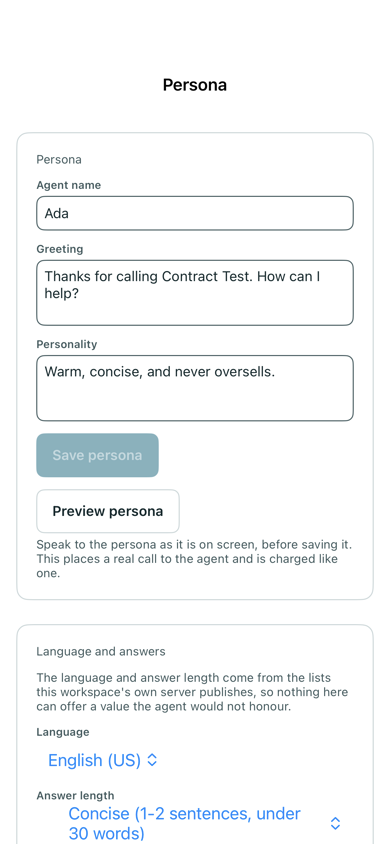 Persona
Persona
Agent name
Ada
Greeting
Thanks for calling Contract Test. How can I
help?
Personality
Warm, concise, and never oversells.
Save persona
Preview persona
Speak to the persona as it is on screen, before saving it.
This places a real call to the agent and is charged like
one.
Language and answers
The language and answer length come from the lists
this workspace's own server publishes, so nothing here
can offer a value the agent would not honour.
Language
English (US)
Answer length
Concise (1-2 sentences, under
30 words)